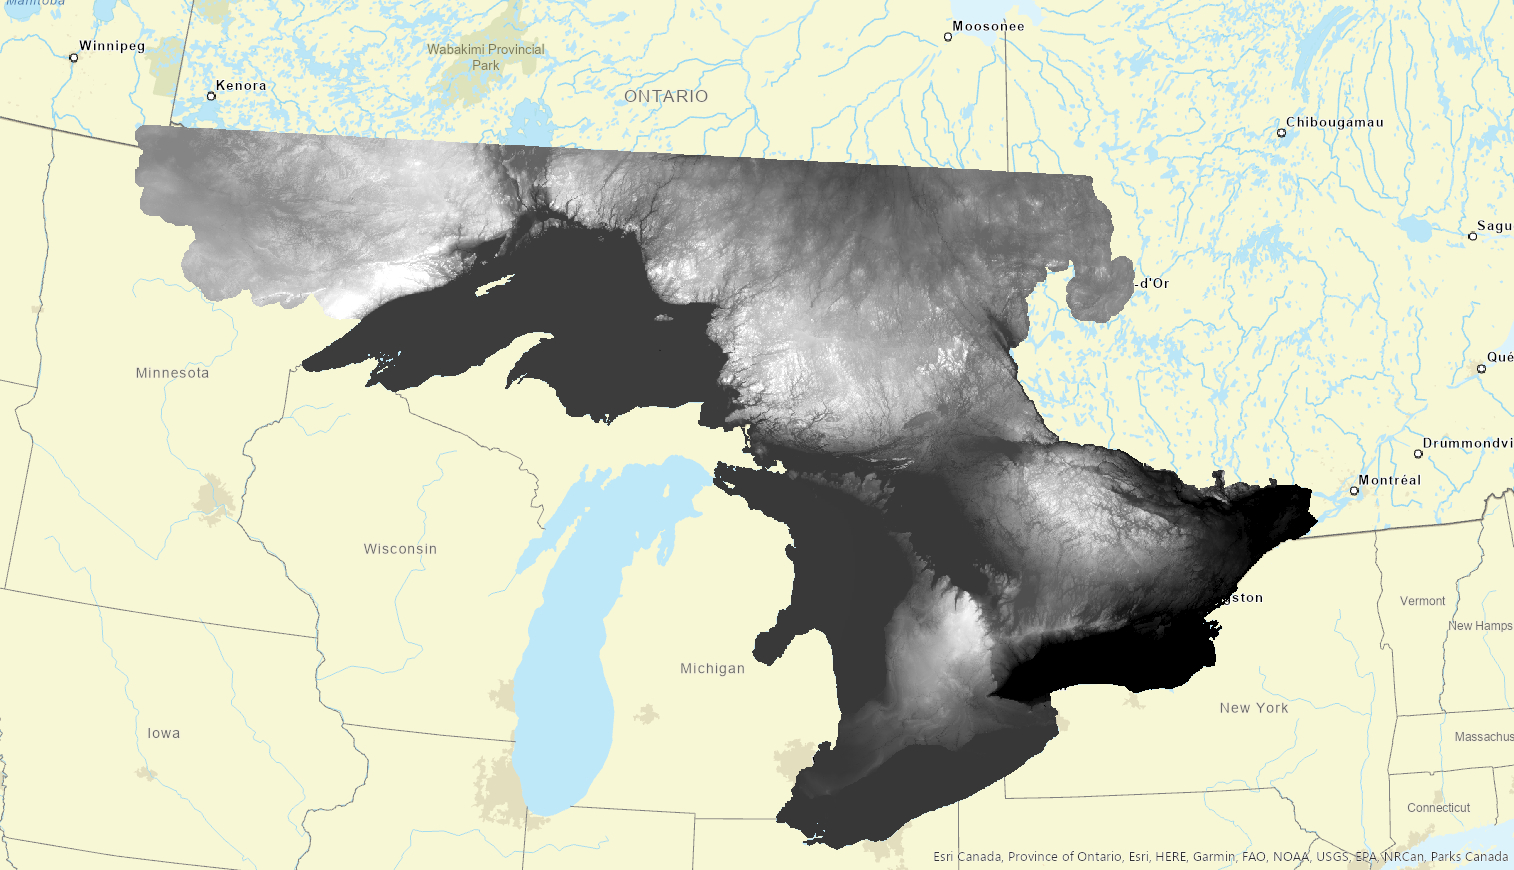 Manitoba
Winnipeg
Kenora
Wabakimi Provincial
Park
ONTARIO
Moosonee
Chibougamau
Sagu
-d'Or
Qué
Minnesota
Drummondvi
Montréal
Wisconsin
gston
Vermont
New Hamps
Michigan
New York
Iowa
Massachus
Connecticut
Esri Canada, Province of Ontario, Esri, HERE, Garmin, FAO, NOAA, USGS, EPA, NRCan, Parks Canada